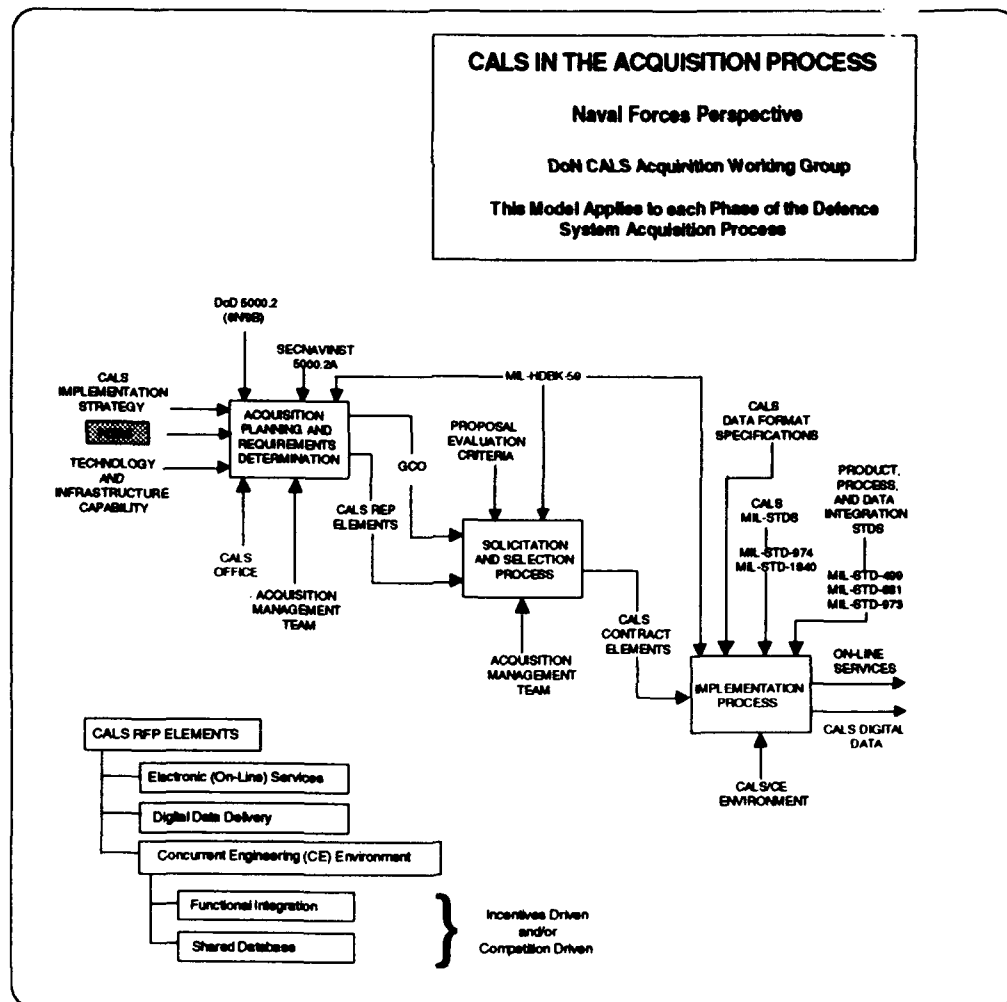 CALS IN THE ACQUISITION PROCESS
Naval Forces Perspective
DoN CALS Acquinition Working Group
This Model Applies to each Phase of the Defence
System Acquisition Process
DoD 5000.2
SECNAVINST
5000.2A
MIL-HDBK-59
CALS
IMPLEMENTATION
STRATEGY
TECHNOLOGY
AND
INFRASTRUCTURE
CAPABILITY
ACQUISITION
PLANNING AND
REQUIREMENTS
DETERMINATION
CALS
OFFICE
ACQUISITION
MANAGEMENT
TEAM
GCO
CALS RFP
ELEMENTS
PROPOSAL
EVALUATION
CRITERIA
SOLICITATION
AND SELECTION
PROCESS
ACQUISITION
MANAGEMENT
TEAM
CALS
CONTRACT
ELEMENTS
CALS
DATA FORMAT
SPECIFICATIONS
CALS
MIL-STDS
MIL-STD-974
MIL-STD-1840
PRODUCT,
PROCESS,
AND DATA
INTEGRATION
STDS
MIL-STD-499
MIL-STD-881
MIL-STD-973
IMPLEMENTATION
PROCESS
ON-LINE
SERVICES
CALS DIGITAL
DATA
CALS/CE
ENVIRONMENT
CALS RFP ELEMENTS
Electronic (On-Line) Services
Digital Data Delivery
Concurrent Engineering (CE) Environment
Functional Integration
Shared Database
Incentives Driven
and/or
Competition Driven